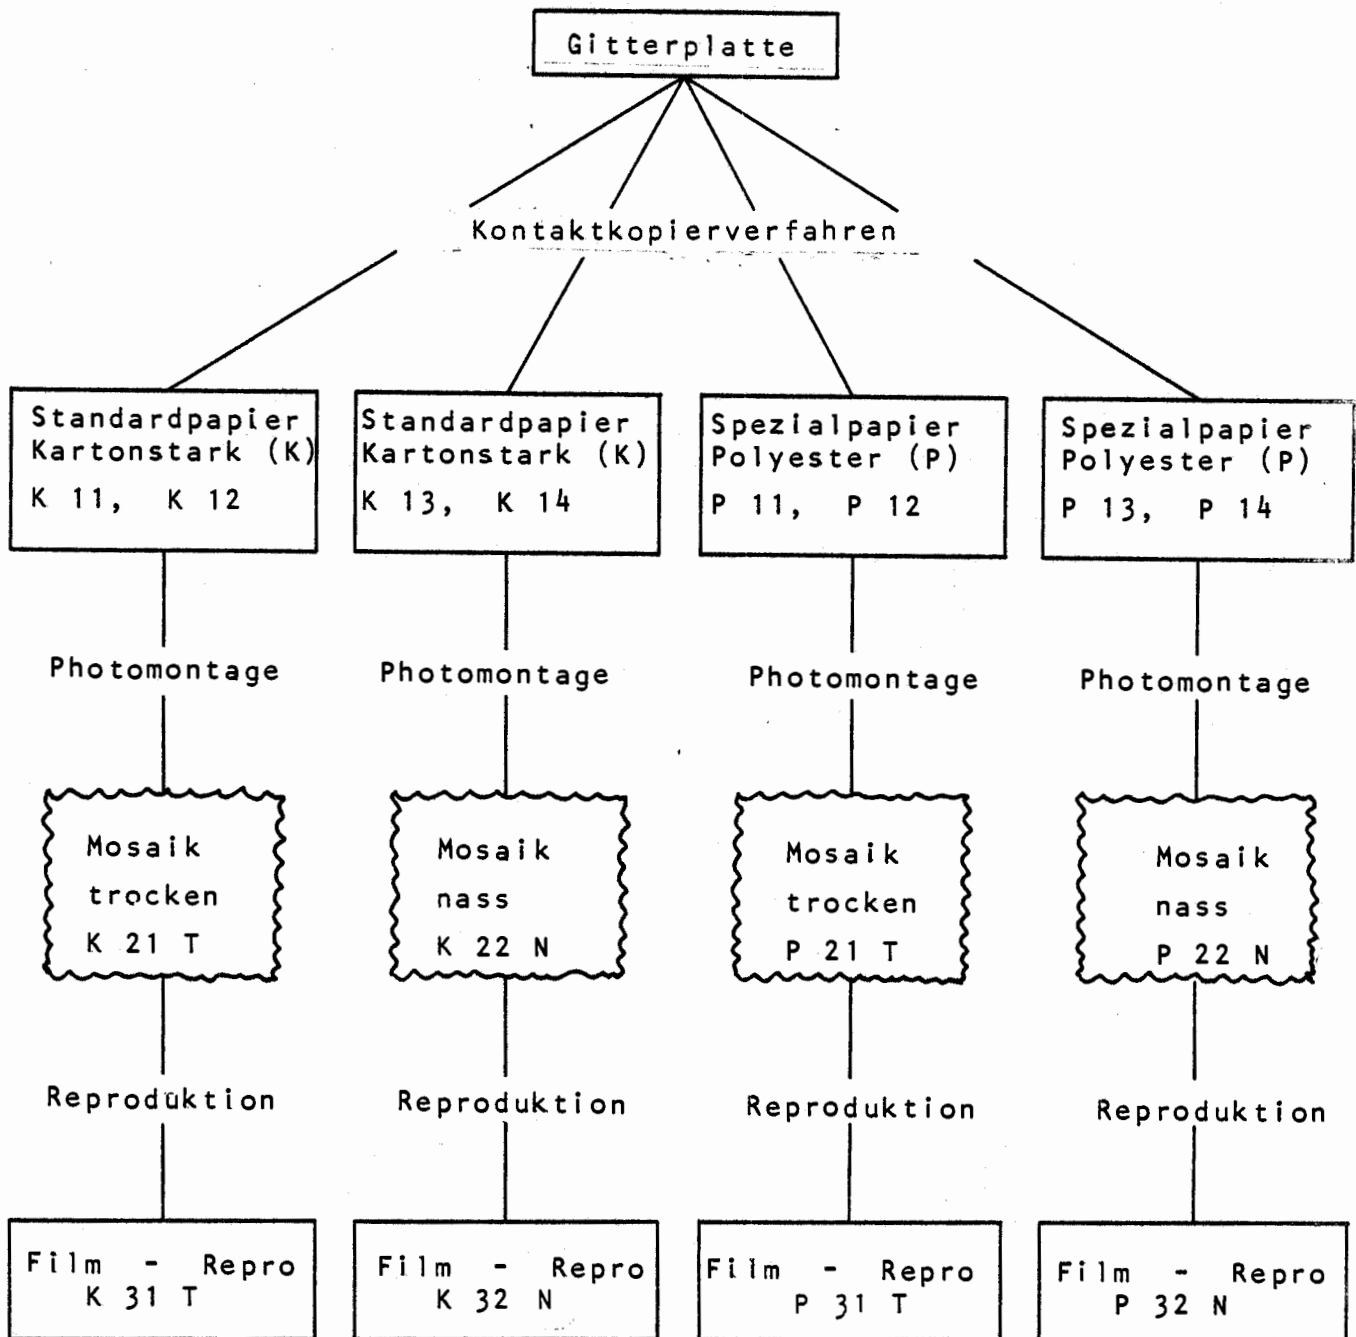 Gitterplatte
Kontaktkopierverfahren
Standardpapier
Kartonstark (K)
K 11, K 12
Standardpapier
Kartonstark (K)
K 13, K 14
Spezialpapier
Polyester (P)
P 11, P 12
Spezialpapier
Polyester (P)
P 13, P 14
Photomontage
Photomontage
Photomontage
Photomontage
Mosaik
trocken
K 21 T
Mosaik
nass
K 22 N
Mosaik
trocken
P 21 T
Mosaik
nass
P 22 N
Reproduktion
Reproduktion
Reproduktion
Reproduktion
Film - Repro
K 31 T
Film - Repro
K 32 N
Film - Repro
P 31 T
Film - Repro
P 32 N